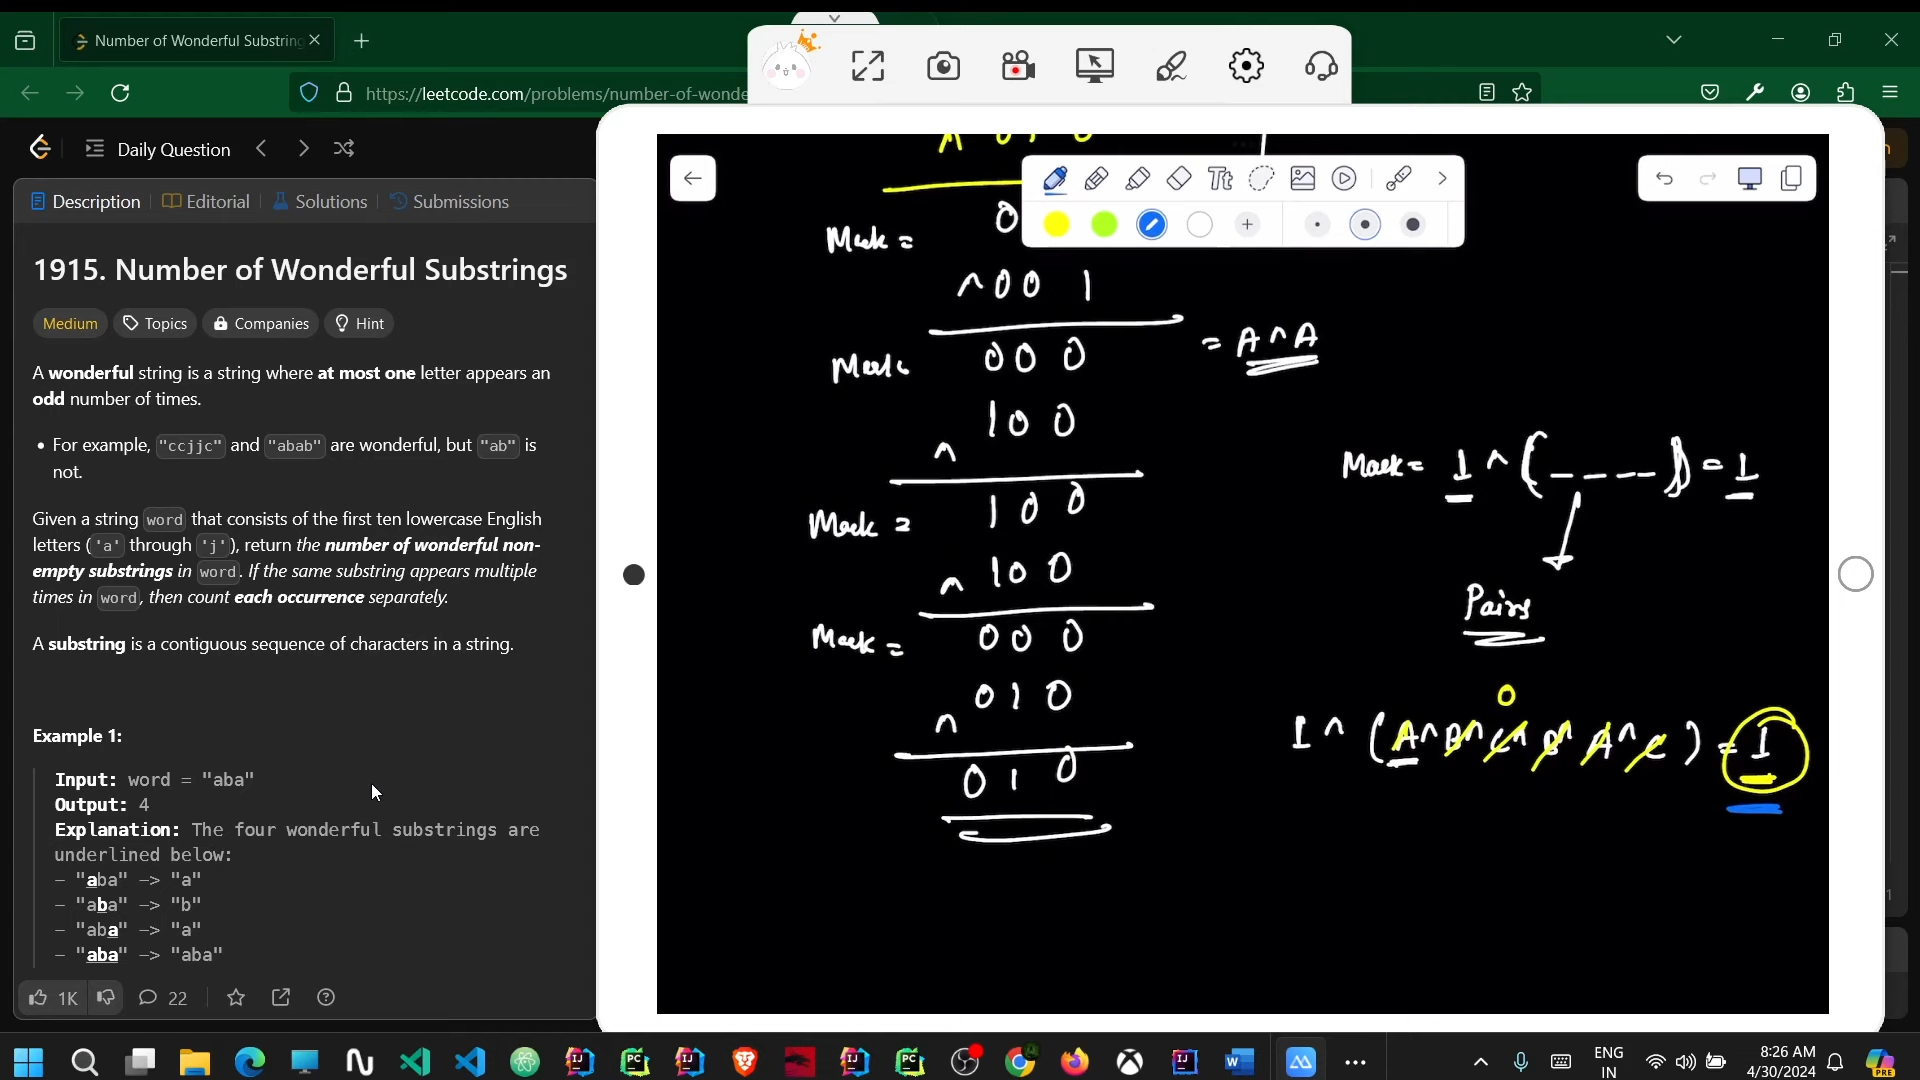 Number of Wonderful Substring
https://leetcode.com/problems/number-of-wonde
Daily Question
Description
Editorial
Solutions
Submissions
1915. Number of Wonderful Substrings
Medium
Topics
Companies
Hint
A wonderful string is a string where at most one letter appears an
odd number of times.
• For example, "ccjjc" and "abab" are wonderful, but "ab" is
not.
Given a string word that consists of the first ten lowercase English
letters ('a' through 'j'), return the number of wonderful non-
empty substrings in word. If the same substring appears multiple
times in word, then count each occurrence separately.
A substring is a contiguous sequence of characters in a string.
Example 1:
Input: word = "aba"
Output: 4
Explanation: The four wonderful substrings are
underlined below:
- "aba" -> "a"
- "aba" -> "b"
- "aba" -> "a"
- "aba" -> "aba"
1K
22
Tt
Mask =
0
^ 0 0 1
Mask = 0 0 0 = A ^ A
^ 1 0 0
Mask = 1 0 0
^ 1 0 0
Mask = 0 0 0
^ 0 1 0
0 1 0
Mask = 1 ^ ( _ _ _ _ ) = 1
Pairs
0
1 ^ ( A ^ B ^ C ^ B ^ A ^ C ) = 1
ENG
IN
8:26 AM
4/30/2024